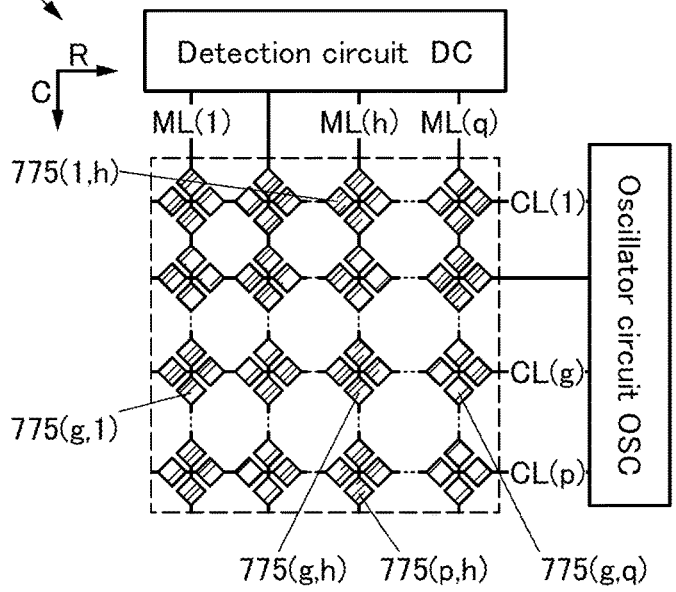 Detection circuit DC
R
C
ML(1) ML(h) ML(q)
775(1,h)
CL(1)
Oscillator circuit OSC
CL(g)
775(g,1)
CL(p)
775(g,h) 775(p,h) 775(g,q)